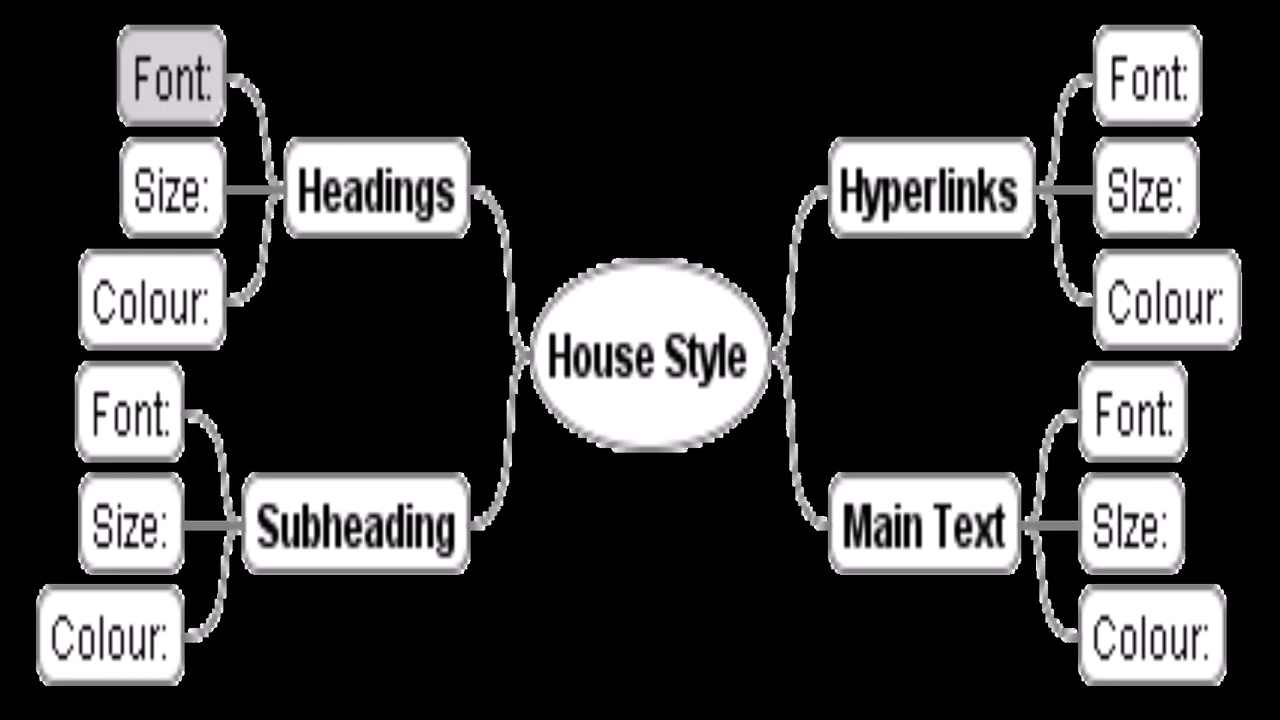 Font:
Size:
Colour:
Headings
Font:
Size:
Colour:
Subheading
House Style
Hyperlinks
Font:
SIze:
Colour:
Main Text
Font:
SIze:
Colour: